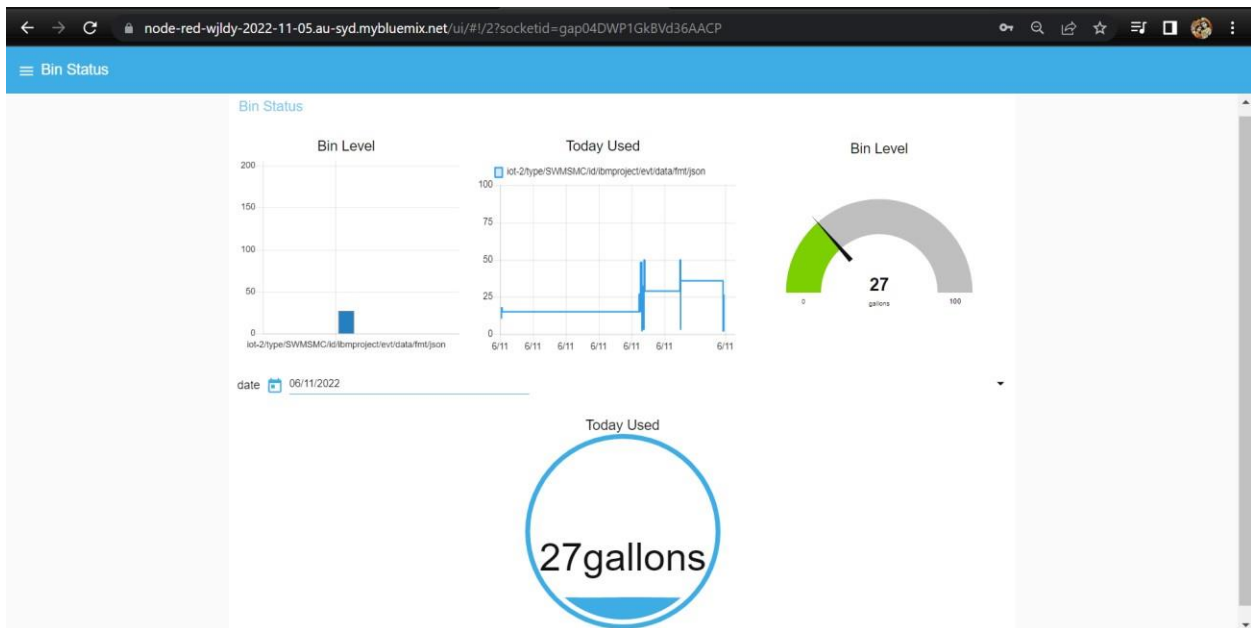 node-red-wjldy-2022-11-05.au-syd.mybluemix.net/ui/#!/2?socketid=gap04DWP1GkBVd36AACP
Bin Status
Bin Status
Bin Level
200
150
100
50
0
iot-2/type/SWMSMC/id/ibmproject/evt/data/fmt/json
Today Used
iot-2/type/SWMSMC/id/ibmproject/evt/data/fmt/json
100
75
50
25
0
6/11 6/11 6/11 6/11 6/11 6/11 6/11
Bin Level
27
gallons
0 100
date 06/11/2022
Today Used
27gallons